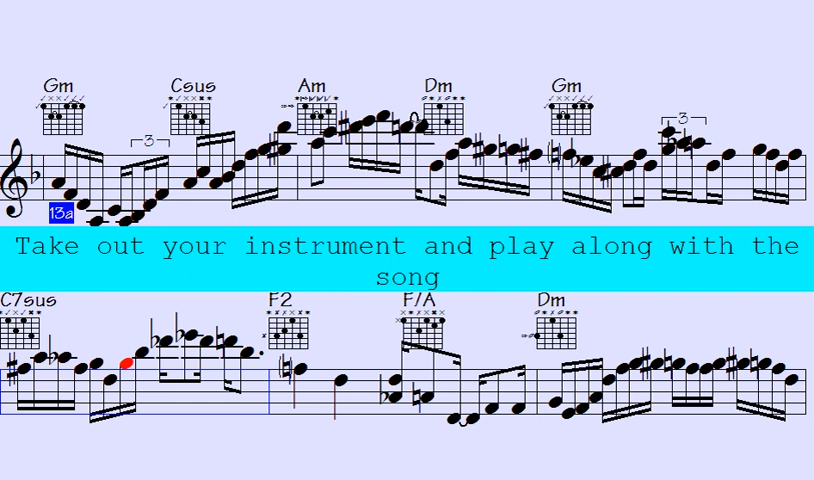 Gm Csus Am Dm Gm
3 3
13a
Take out your instrument and play along with the
song
C7sus F2 F/A Dm